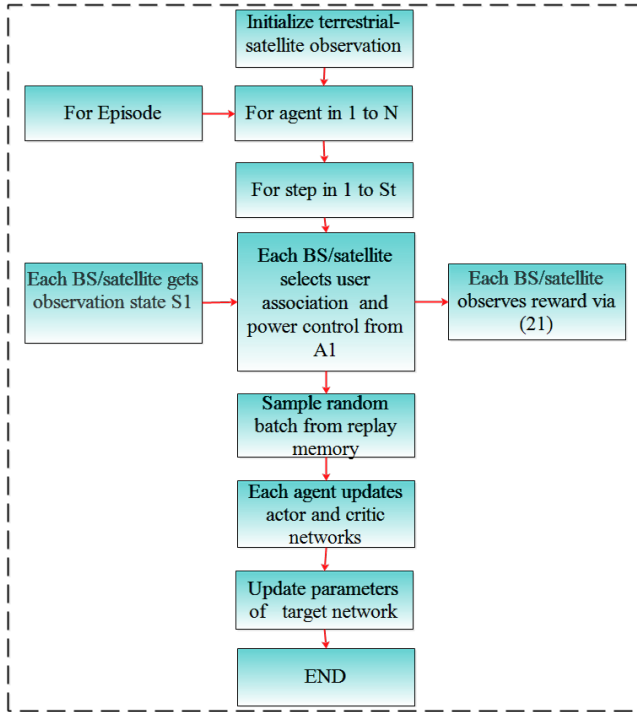 Initialize terrestrial-
satellite observation
For Episode
For agent in 1 to N
For step in 1 to St
Each BS/satellite gets
observation state S1
Each BS/satellite
selects user
association and
power control from
A1
Each BS/satellite
observes reward via
(21)
Sample random
batch from replay
memory
Each agent updates
actor and critic
networks
Update parameters
of target network
END